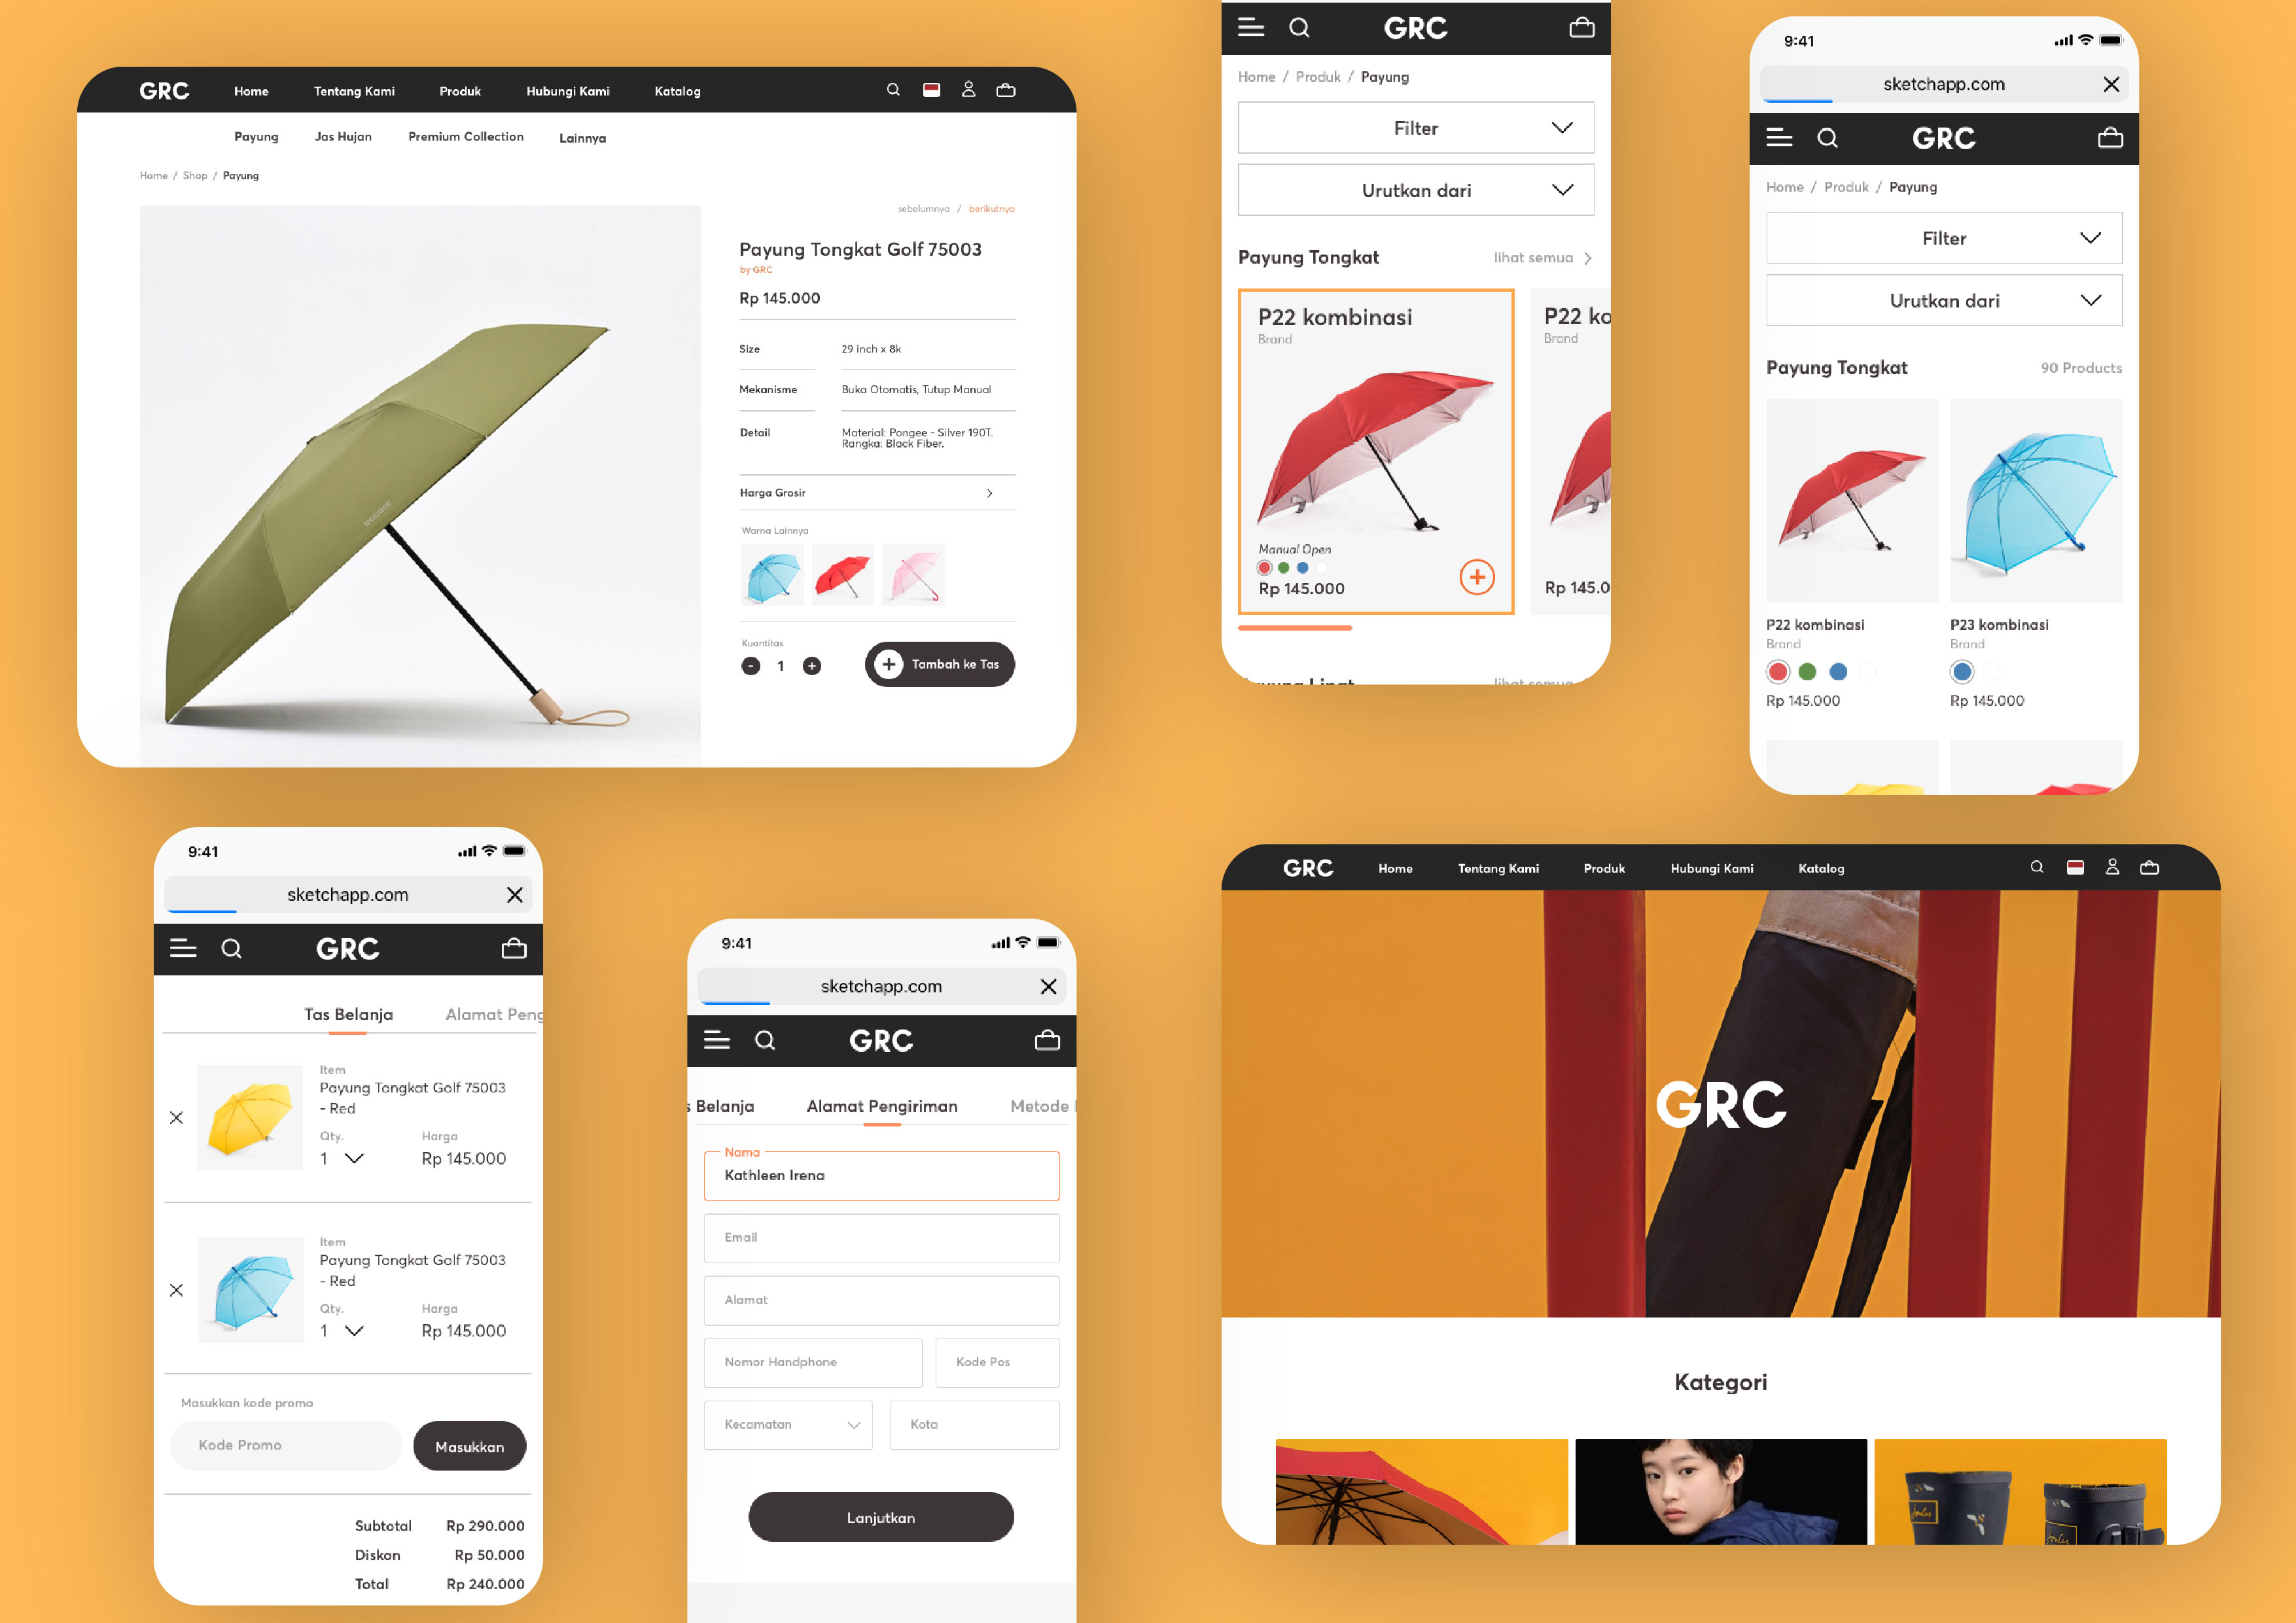 GRC
Home
Tentang Kami
Produk
Hubungi Kami
Katalog
Payung
Jas Hujan
Premium Collection
Lainnya
Home / Shop / Payung
sebelumnya / berikutnya
Payung Tongkat Golf 75003
by GRC
Rp 145.000
Size
29 inch x 8k
Mekanisme
Buka Otomatis, Tutup Manual
Detail
Material: Pongee - Silver 190T.
Rangka: Black Fiber.
Harga Grosir
Warna Lainnya
Kuantitas
- 1 +
+ Tambah ke Tas
GRC
Home / Produk / Payung
Filter
Urutkan dari
Payung Tongkat
lihat semua
P22 kombinasi
Brand
Manual Open
Rp 145.000
P22 ko
Brand
Rp 145.0
Payung Lipat
lihat semua
9:41
sketchapp.com
GRC
Home / Produk / Payung
Filter
Urutkan dari
Payung Tongkat
90 Products
P22 kombinasi
Brand
Rp 145.000
P23 kombinasi
Brand
Rp 145.000
9:41
sketchapp.com
GRC
Tas Belanja
Alamat Peng
Item
Payung Tongkat Golf 75003
- Red
Qty.
Harga
1
Rp 145.000
Item
Payung Tongkat Golf 75003
- Red
Qty.
Harga
1
Rp 145.000
Masukkan kode promo
Kode Promo
Masukkan
Subtotal Rp 290.000
Diskon Rp 50.000
Total Rp 240.000
9:41
sketchapp.com
GRC
s Belanja
Alamat Pengiriman
Metode
Nama
Kathleen Irena
Email
Alamat
Nomor Handphone
Kode Pos
Kecamatan
Kota
Lanjutkan
GRC
Home
Tentang Kami
Produk
Hubungi Kami
Katalog
GRC
Kategori